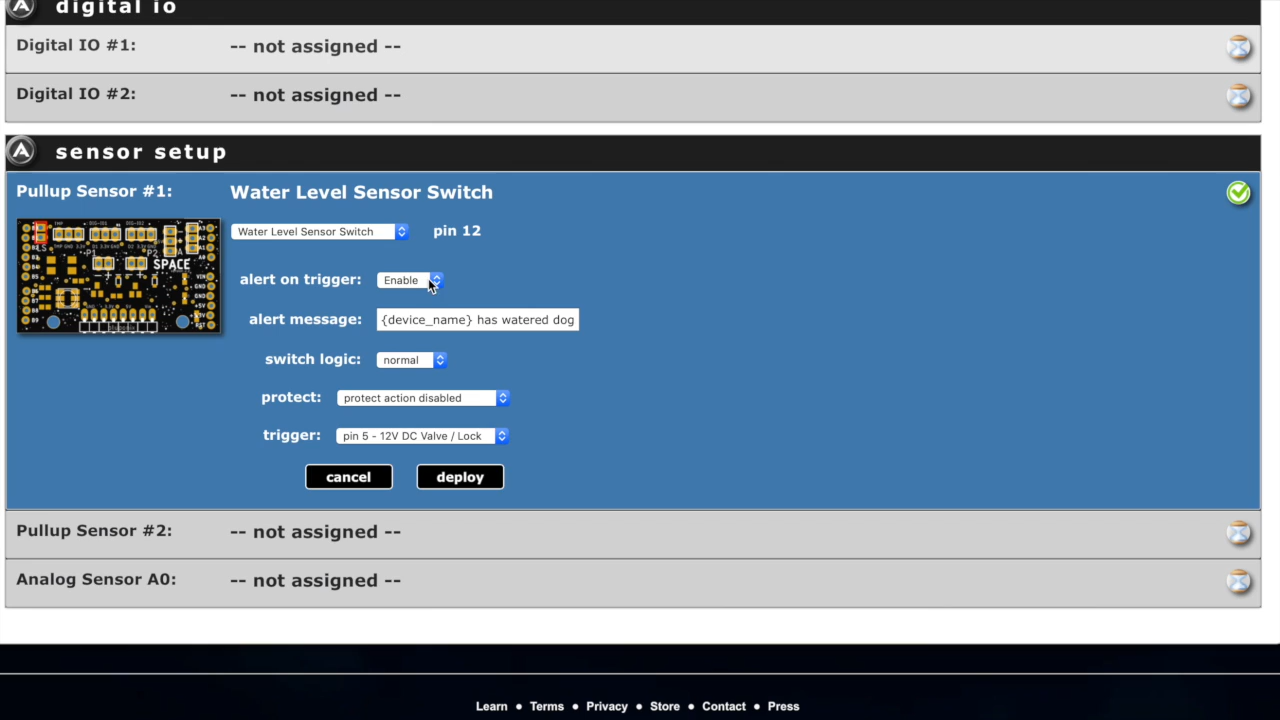 digital io
Digital IO #1: -- not assigned --
Digital IO #2: -- not assigned --
sensor setup
Pullup Sensor #1: Water Level Sensor Switch
Water Level Sensor Switch pin 12
SPACE
alert on trigger: Enable
alert message: {device_name} has watered dog
switch logic: normal
protect: protect action disabled
trigger: pin 5 - 12V DC Valve / Lock
cancel deploy
Pullup Sensor #2: -- not assigned --
Analog Sensor A0: -- not assigned --
Learn • Terms • Privacy • Store • Contact • Press